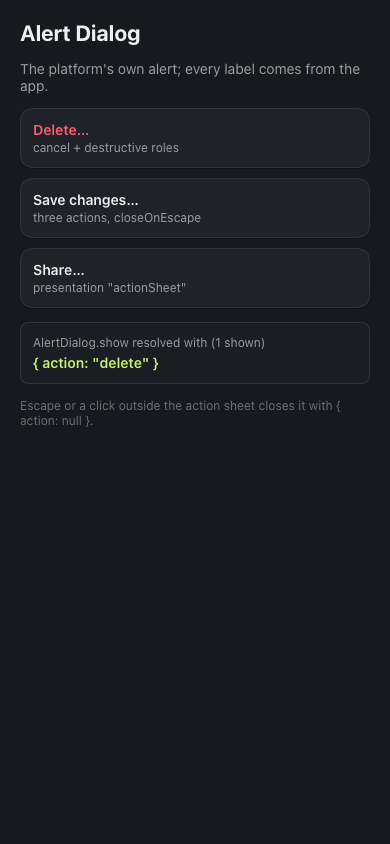 Alert Dialog
The platform's own alert; every label comes from the
app.
Delete...
cancel + destructive roles
Save changes...
three actions, closeOnEscape
Share...
presentation "actionSheet"
AlertDialog.show resolved with (1 shown)
{ action: "delete" }
Escape or a click outside the action sheet closes it with {
action: null }.